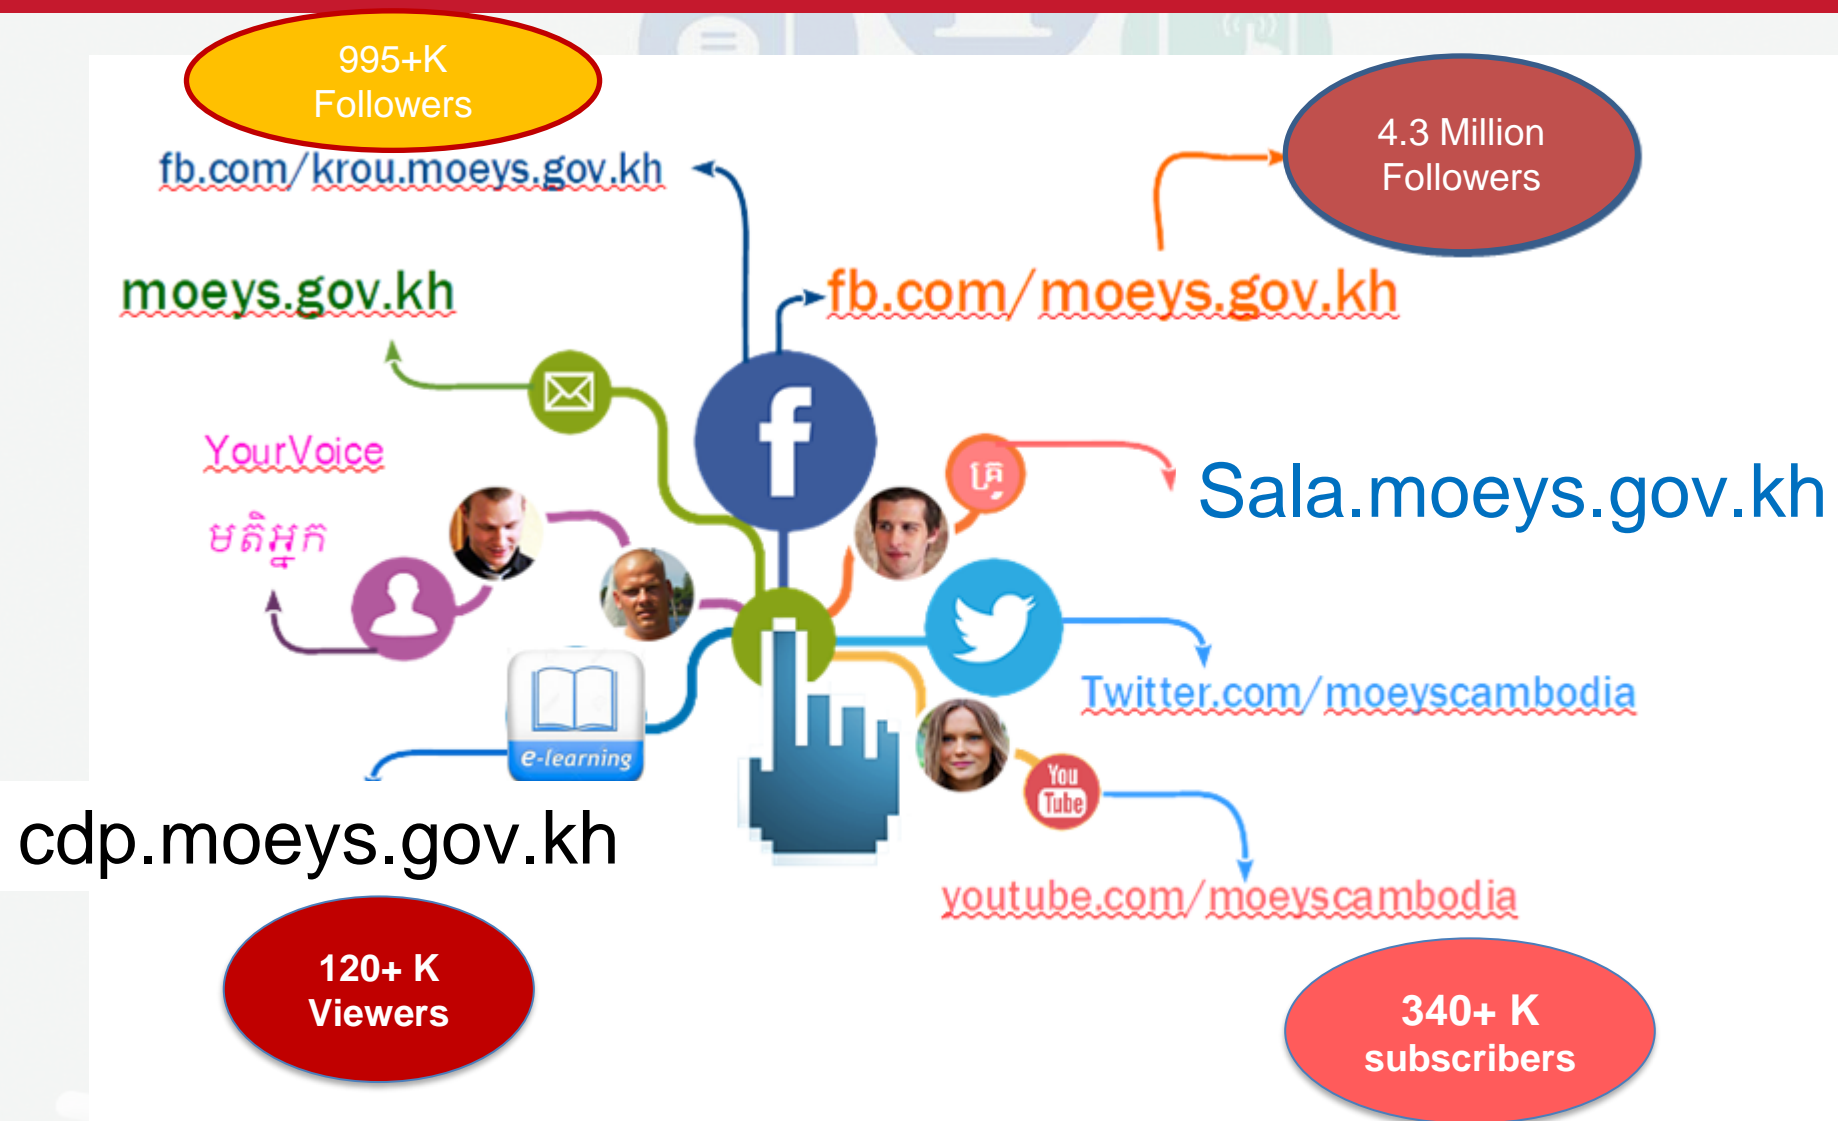 995+K
Followers
4.3 Million
Followers
fb.com/krou.moeys.gov.kh
moeys.gov.kh
fb.com/moeys.gov.kh
f
YourVoice
មតិអ្នក
គ្រូ
Sala.moeys.gov.kh
Twitter.com/moeyscambodia
e-learning
You
Tube
cdp.moeys.gov.kh
youtube.com/moeyscambodia
120+ K
Viewers
340+ K
subscribers